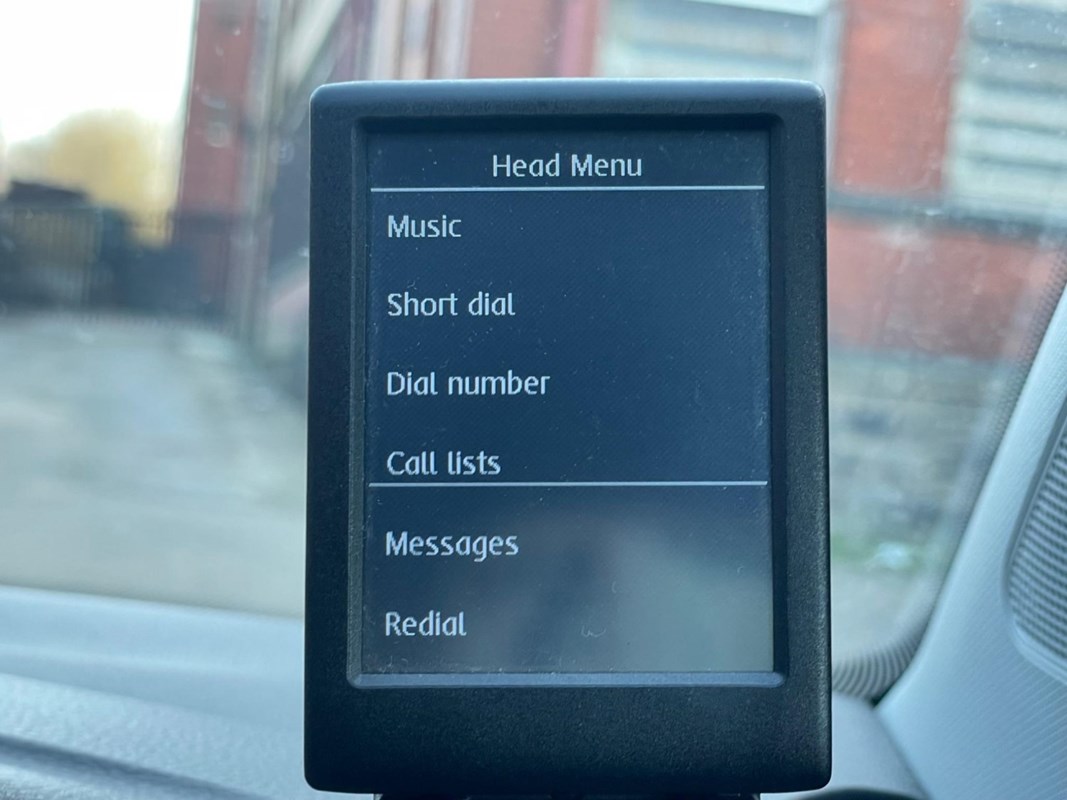 Head Menu
Music
Short dial
Dial number
Call lists
Messages
Redial